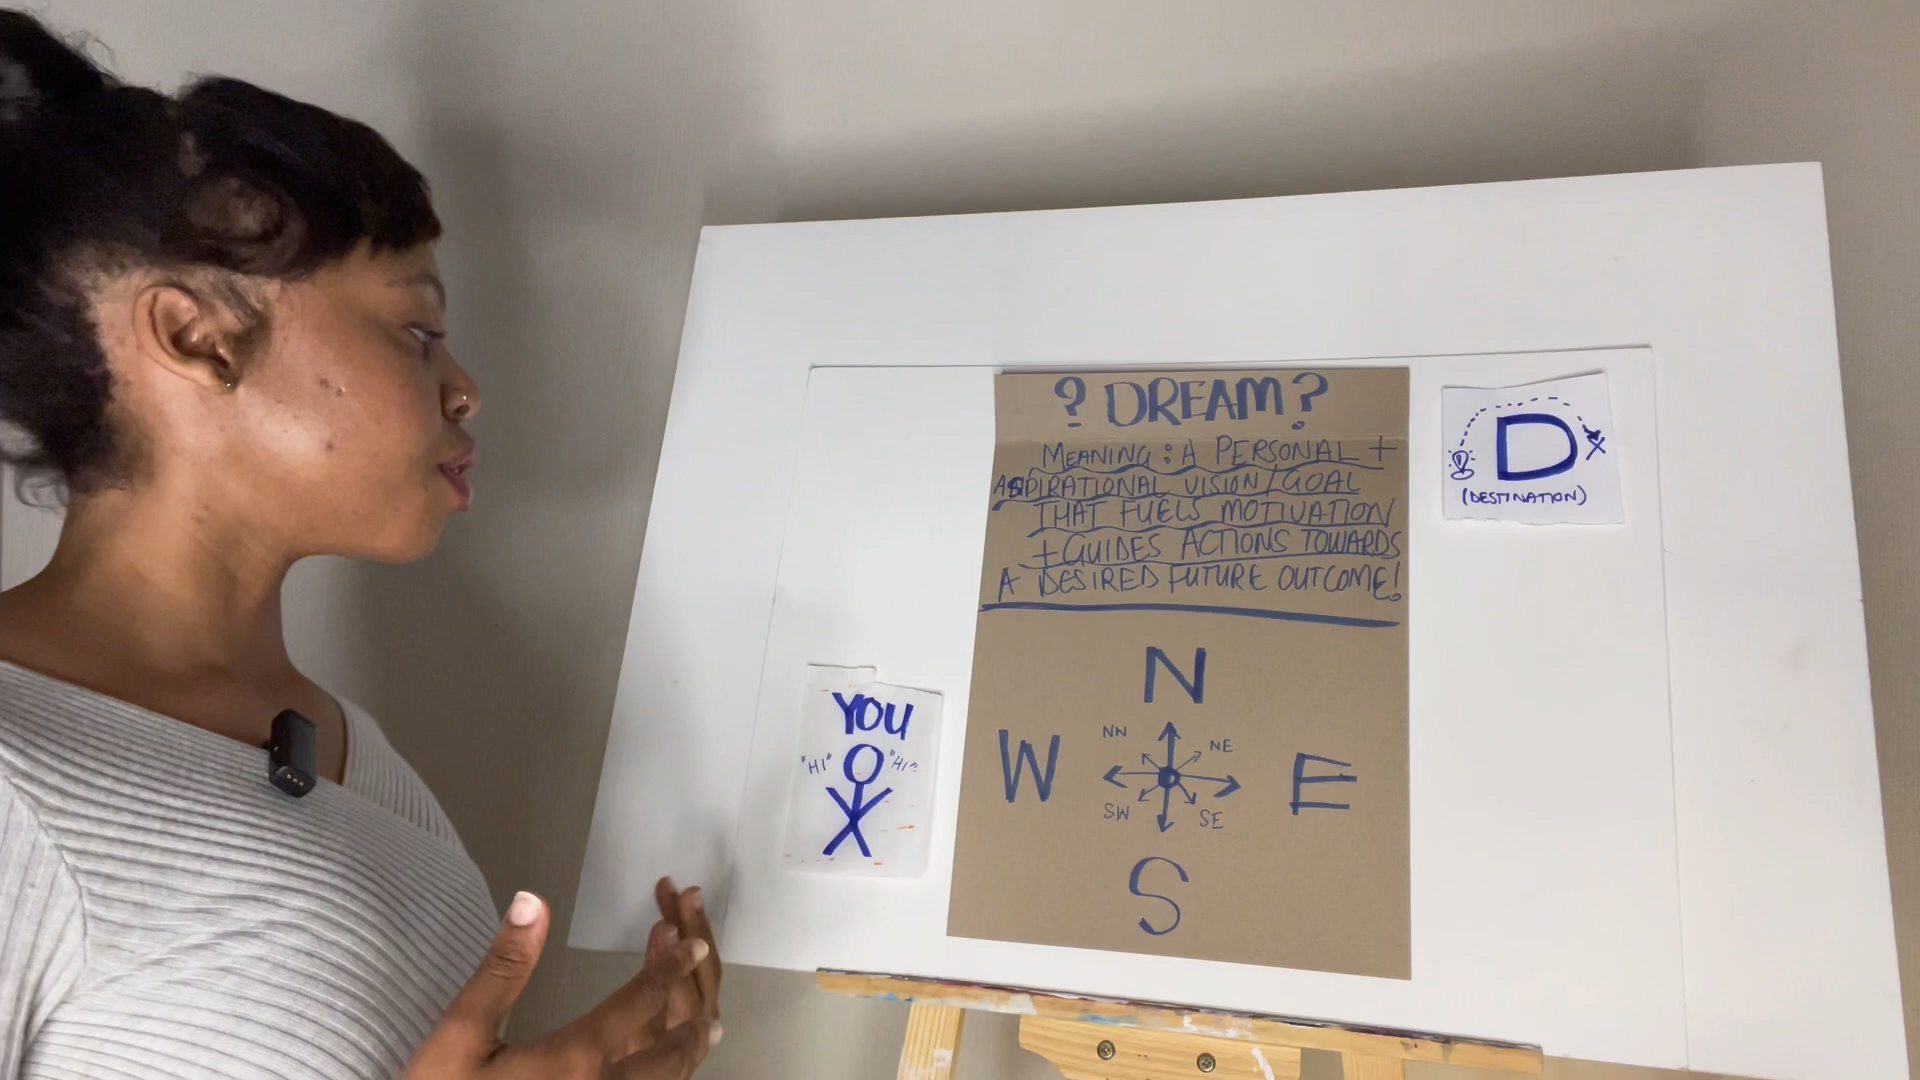 ? DREAM?
MEANING: A PERSONAL +
ASPIRATIONAL VISION/GOAL
THAT FUELS MOTIVATION
+ GUIDES ACTIONS TOWARDS
A DESIRED FUTURE OUTCOME!
D
(DESTINATION)
YOU
"HI" "HI"
N
NW NE
W E
SW SE
S